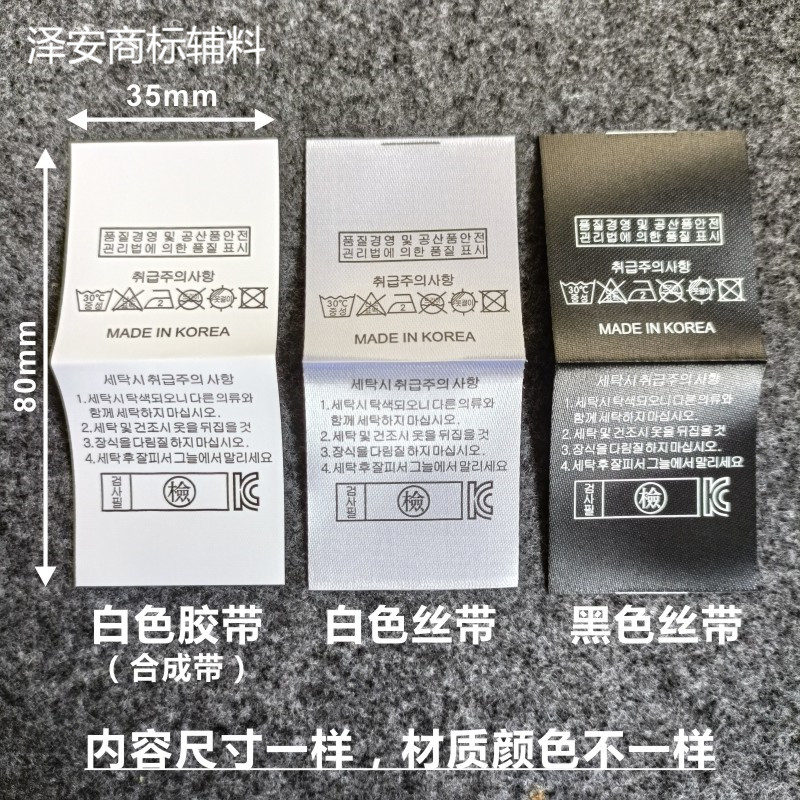 泽安商标辅料
35mm
80mm
품질경영 및 공산품안전
관리법에 의한 품질 표시
취급주의사항
30℃
중성
2
MADE IN KOREA
세탁시 취급주의 사항
1.세탁시 탁색되오니 다른 의류와
함께 세탁하지 마십시오.
2.세탁 및 건조시 옷을 뒤집을 것
3.장식을 다림질 하지마십시오.
4.세탁후 잘피서 그늘에서 말리세요
검사필
檢
품질경영 및 공산품안전
관리법에 의한 품질 표시
취급주의사항
30℃
중성
2
MADE IN KOREA
세탁시 취급주의 사항
1.세탁시 탁색되오니 다른 의류와
함께 세탁하지 마십시오.
2.세탁 및 건조시 옷을 뒤집을 것
3.장식을 다림질 하지마십시오.
4.세탁후 잘피서 그늘에서 말리세요
검사필
檢
품질경영 및 공산품안전
관리법에 의한 품질 표시
취급주의사항
30℃
중성
2
MADE IN KOREA
세탁시 취급주의 사항
1.세탁시 탁색되오니 다른 의류와
함께 세탁하지 마십시오.
2.세탁 및 건조시 옷을 뒤집을 것
3.장식을 다림질 하지마십시오.
4.세탁후 잘피서 그늘에서 말리세요
검사필
檢
白色胶带
（合成带）
白色丝带
黑色丝带
内容尺寸一样，材质颜色不一样